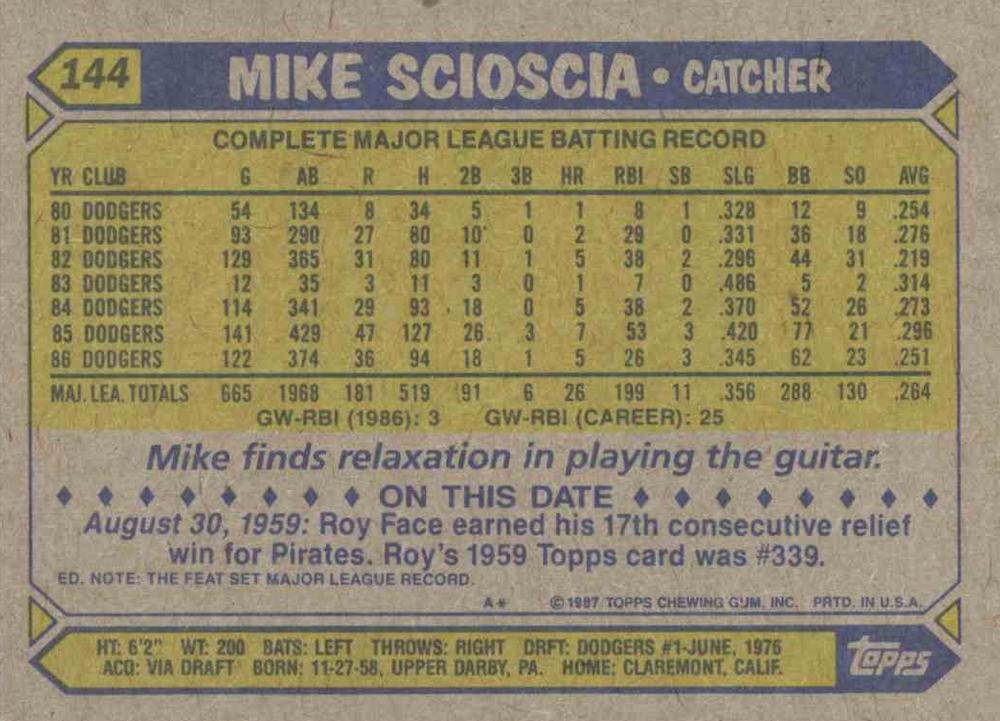 144 MIKE SCIOSCIA • CATCHER
COMPLETE MAJOR LEAGUE BATTING RECORD
YR CLUB G AB R H 2B 3B HR RBI SB SLG BB SO AVG
80 DODGERS 54 134 8 34 5 1 1 8 1 .328 12 9 .254
81 DODGERS 93 290 27 80 10 0 2 29 0 .331 36 18 .276
82 DODGERS 129 365 31 80 11 1 5 38 2 .296 44 31 .219
83 DODGERS 12 35 3 11 3 0 1 7 0 .486 5 2 .314
84 DODGERS 114 341 29 93 18 0 5 38 2 .370 52 26 .273
85 DODGERS 141 429 47 127 26 3 7 53 3 .420 77 21 .296
86 DODGERS 122 374 36 94 18 1 5 26 3 .345 62 23 .251
MAJ. LEA. TOTALS 665 1968 181 519 91 6 26 199 11 .356 288 130 .264
GW-RBI (1986): 3 GW-RBI (CAREER): 25
Mike finds relaxation in playing the guitar.
♦ ♦ ♦ ♦ ♦ ♦ ♦ ♦ ON THIS DATE ♦ ♦ ♦ ♦ ♦ ♦ ♦ ♦
August 30, 1959: Roy Face earned his 17th consecutive relief
win for Pirates. Roy's 1959 Topps card was #339.
ED. NOTE: THE FEAT SET MAJOR LEAGUE RECORD.
A* © 1987 TOPPS CHEWING GUM, INC. PRTD. IN U.S.A.
HT: 6'2" WT: 200 BATS: LEFT THROWS: RIGHT DRFT: DODGERS #1-JUNE, 1976
ACQ: VIA DRAFT BORN: 11-27-58, UPPER DARBY, PA. HOME: CLAREMONT, CALIF.
Topps